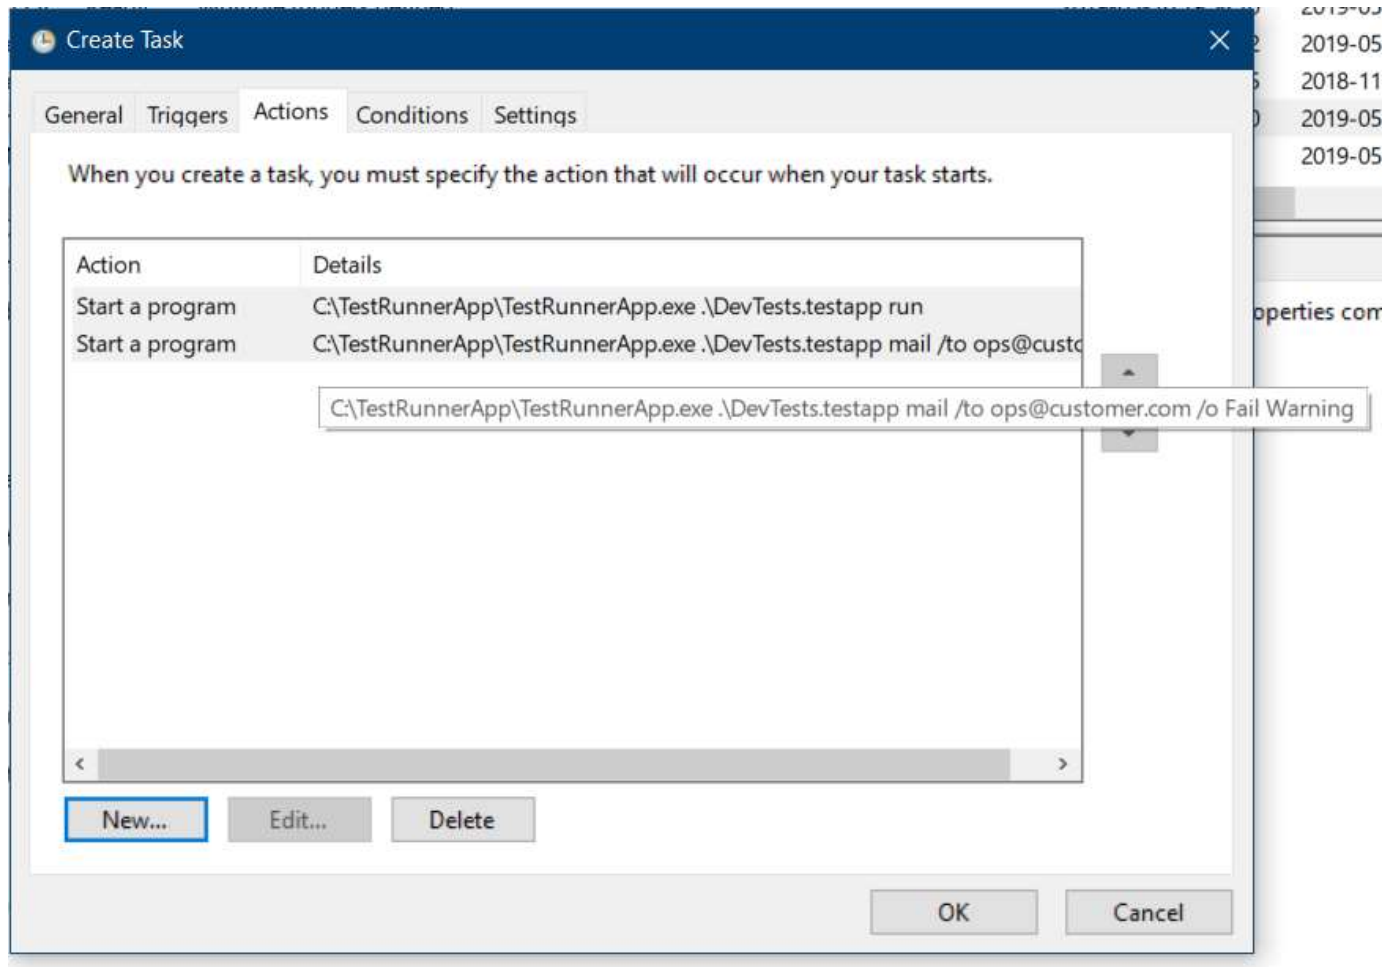 Create Task
2019-05
2018-11
2019-05
2019-05
General Triggers Actions Conditions Settings
When you create a task, you must specify the action that will occur when your task starts.
Action Details
Start a program C:\TestRunnerApp\TestRunnerApp.exe .\DevTests.testapp run
operties com
Start a program C:\TestRunnerApp\TestRunnerApp.exe .\DevTests.testapp mail /to ops@custo
C:\TestRunnerApp\TestRunnerApp.exe .\DevTests.testapp mail /to ops@customer.com /o Fail Warning
New... Edit... Delete
OK Cancel